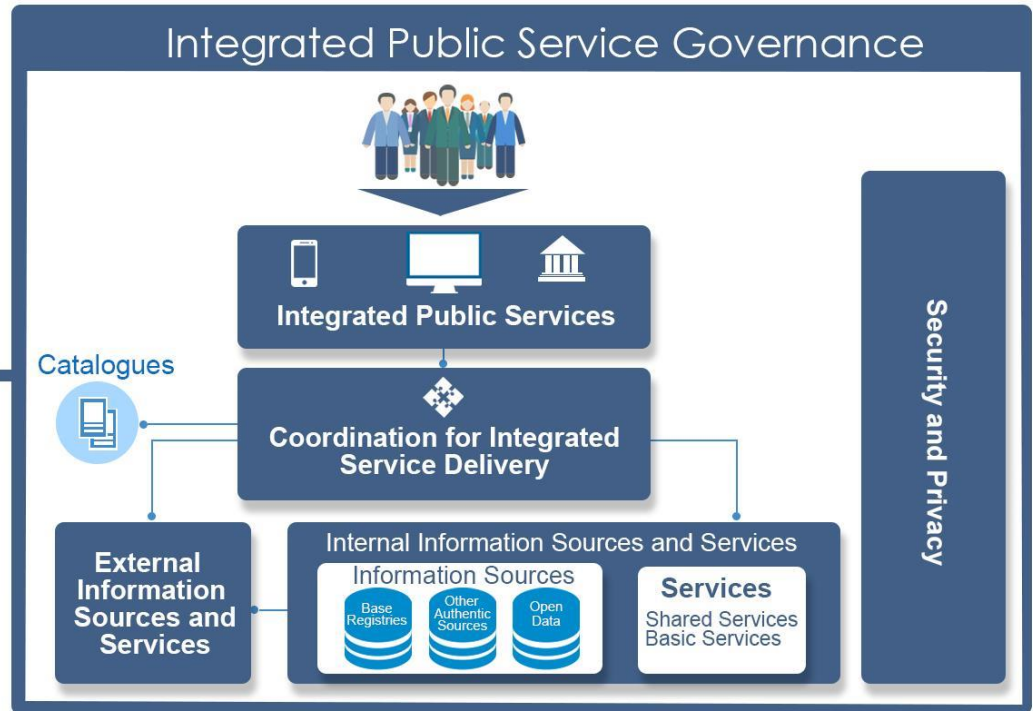 Integrated Public Service Governance
Integrated Public Services
Catalogues
Coordination for Integrated
Service Delivery
External
Information
Sources and
Services
Internal Information Sources and Services
Information Sources
Base
Registries
Other
Authentic
Sources
Open
Data
Services
Shared Services
Basic Services
Security and Privacy